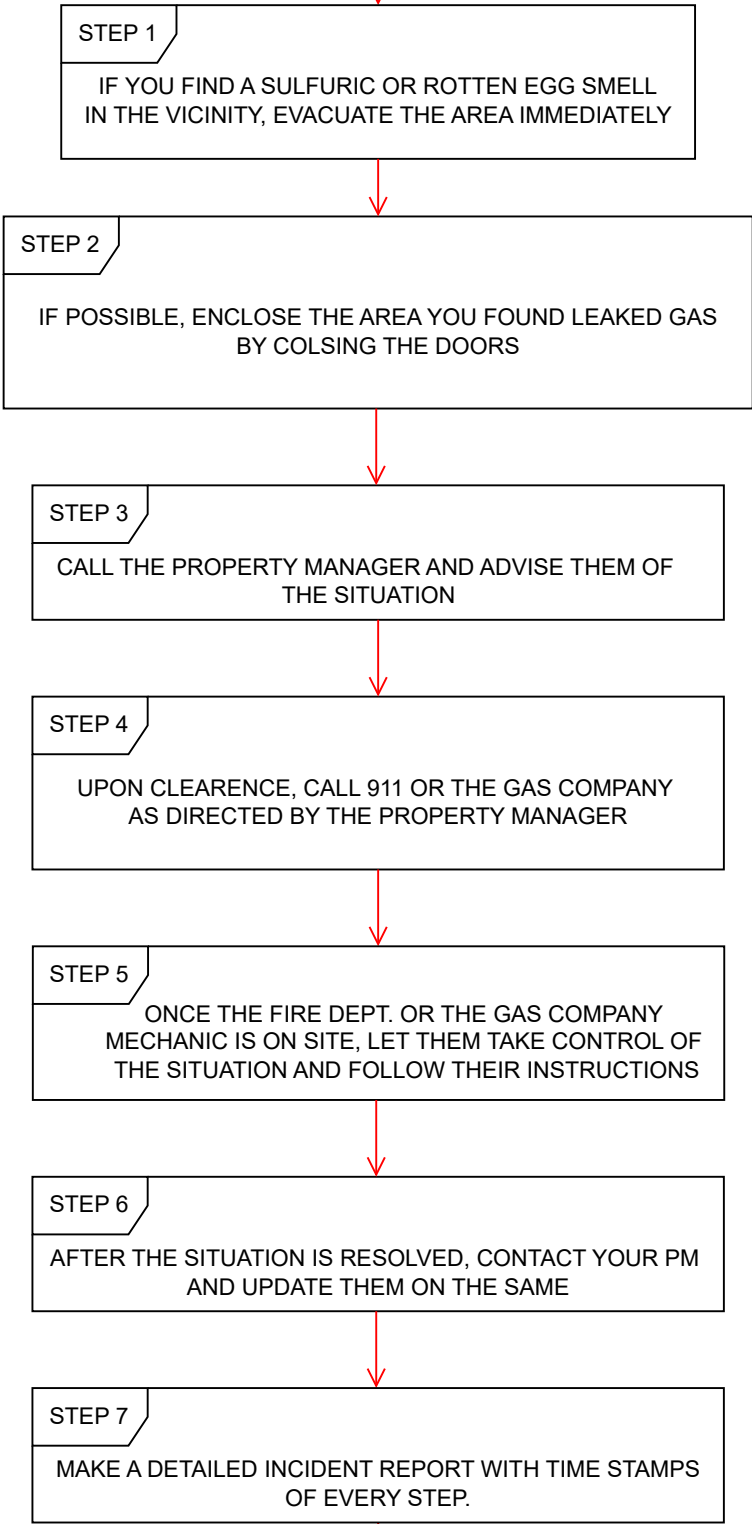 STEP 1
IF YOU FIND A SULFURIC OR ROTTEN EGG SMELL
IN THE VICINITY, EVACUATE THE AREA IMMEDIATELY
STEP 2
IF POSSIBLE, ENCLOSE THE AREA YOU FOUND LEAKED GAS
BY COLSING THE DOORS
STEP 3
CALL THE PROPERTY MANAGER AND ADVISE THEM OF
THE SITUATION
STEP 4
UPON CLEARENCE, CALL 911 OR THE GAS COMPANY
AS DIRECTED BY THE PROPERTY MANAGER
STEP 5
ONCE THE FIRE DEPT. OR THE GAS COMPANY
MECHANIC IS ON SITE, LET THEM TAKE CONTROL OF
THE SITUATION AND FOLLOW THEIR INSTRUCTIONS
STEP 6
AFTER THE SITUATION IS RESOLVED, CONTACT YOUR PM
AND UPDATE THEM ON THE SAME
STEP 7
MAKE A DETAILED INCIDENT REPORT WITH TIME STAMPS
OF EVERY STEP.